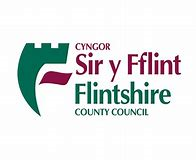 CYNGOR
Sir y Fflint
Flintshire
COUNTY COUNCIL